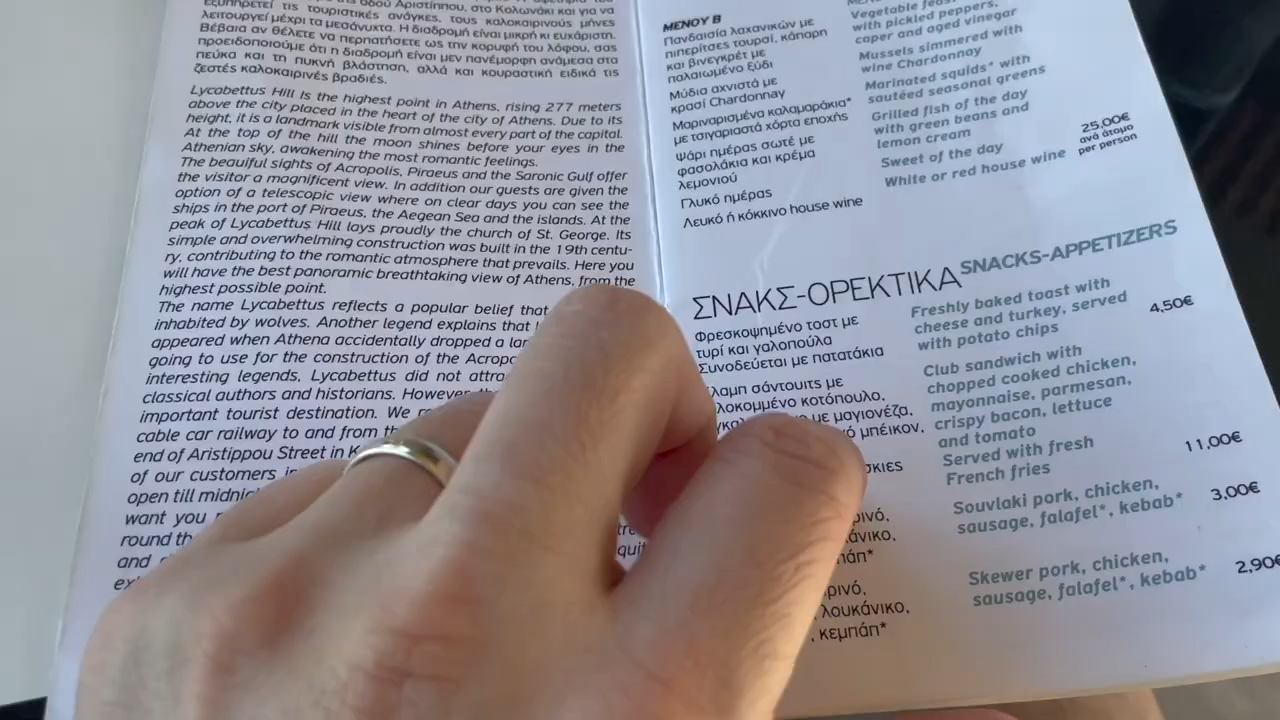 εξυπηρετεί τις τουριστικές ανάγκες, τους καλοκαιρινούς μήνες
λειτουργεί μέχρι τα μεσάνυχτα. Η διαδρομή είναι μικρή κι ευχάριστη.
Βέβαια αν θέλετε να περπατήσετε ως την κορυφή του λόφου, σας
προειδοποιούμε ότι η διαδρομή είναι μεν πανέμορφη ανάμεσα στα
πεύκα και τη πυκνή βλάστηση, αλλά και κουραστική ειδικά τις
ζεστές καλοκαιρινές βραδιές.
Lycabettus Hill Is the highest point in Athens, rising 277 meters
above the city placed in the heart of the city of Athens. Due to its
height, it is a landmark visible from almost every part of the capital.
At the top of the hill the moon shines before your eyes in the
Athenian sky, awakening the most romantic feelings.
The beauiful sights of Acropolis, Piraeus and the Saronic Gulf offer
the visitor a magnificent view. In addition our guests are given the
option of a telescopic view where on clear days you can see the
ships in the port of Piraeus, the Aegean Sea and the islands. At the
peak of Lycabettus Hill lays proudly the church of St. George. Its
simple and overwhelming construction was built in the 19th centu-
ry, contributing to the romantic atmosphere that prevails. Here you
will have the best panoramic breathtaking view of Athens, from the
highest possible point.
The name Lycabettus reflects a popular belief that
inhabited by wolves. Another legend explains that
appeared when Athena accidentally dropped a
going to use for the construction of the
interesting legends, Lycabettus did not
classical authors and historians. However
important tourist destination. We
cable car railway to and from
end of Aristippou Street in
of our customers
open till
want you
round
and
ΜΕΝΟΥ Β
Πανδαισία λαχανικών με
πιπερίτσες τουρσί, κάπαρη
και βινεγκρέτ με
παλαιωμένο ξύδι
Μύδια αχνιστά με
κρασί Chardonnay
Μαριναρισμένα καλαμαράκια*
με τσιγαριαστά χόρτα εποχής
Ψάρι ημέρας σωτέ με
φασολάκια και κρέμα
λεμονιού
Γλυκό ημέρας
Λευκό ή κόκκινο house wine
Vegetable feast
with pickled peppers,
caper and aged vinegar
Mussels simmered with
wine Chardonnay
Marinated squids* with
sautéed seasonal greens
Grilled fish of the day
with green beans and
lemon cream
Sweet of the day
White or red house wine
25,00€
ανά άτομο
per person
ΣΝΑΚΣ-ΟΡΕΚΤΙΚΑ SNACKS-APPETIZERS
Φρεσκοψημένο τοστ με
τυρί και γαλοπούλα
Συνοδεύεται με πατατάκια
Freshly baked toast with
cheese and turkey, served
with potato chips
4,50€
σάντουιτς με
κοτόπουλο,
με μαγιονέζα,
μπέικον,
Club sandwich with
chopped cooked chicken,
mayonnaise, parmesan,
crispy bacon, lettuce
and tomato
Served with fresh
French fries
11,00€
Souvlaki pork, chicken,
sausage, falafel*, kebab*
3,00€
λουκάνικο,
κεμπάπ*
Skewer pork, chicken,
sausage, falafel*, kebab*
2,90€